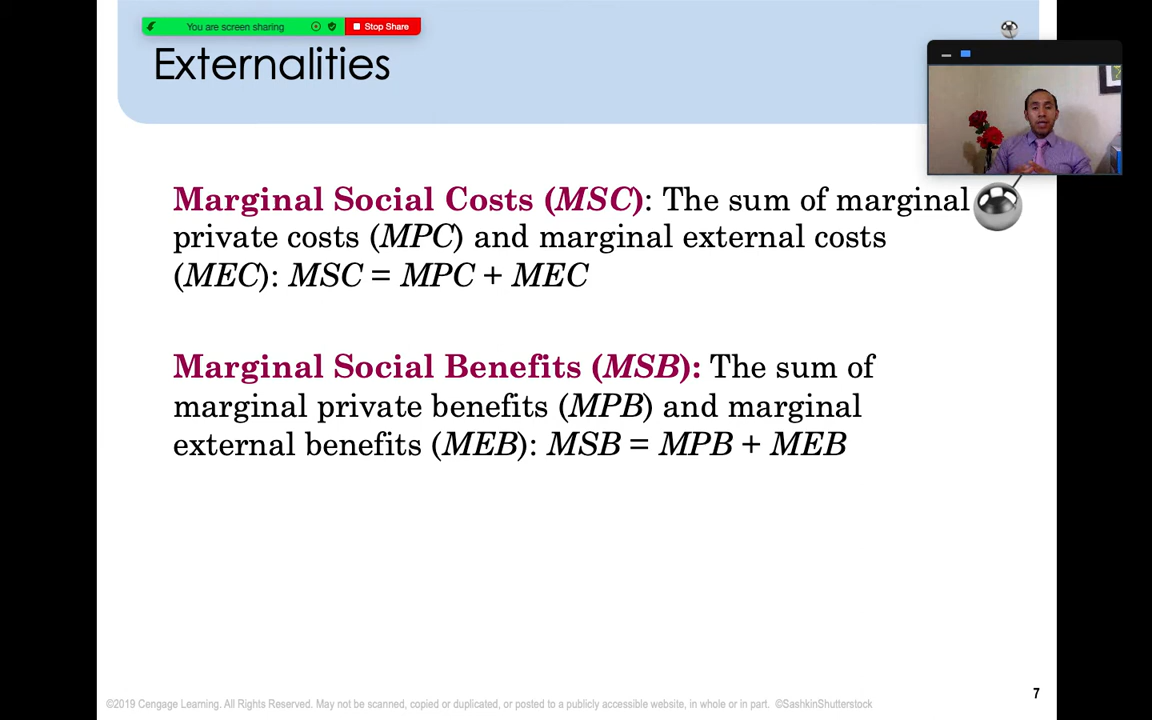 You are screen sharing
Stop Share
Externalities
Marginal Social Costs (MSC): The sum of marginal
private costs (MPC) and marginal external costs
(MEC): MSC = MPC + MEC
Marginal Social Benefits (MSB): The sum of
marginal private benefits (MPB) and marginal
external benefits (MEB): MSB = MPB + MEB
7
©2019 Cengage Learning. All Rights Reserved. May not be scanned, copied or duplicated, or posted to a publicly accessible website, in whole or in part. ©SashkinShutterstock